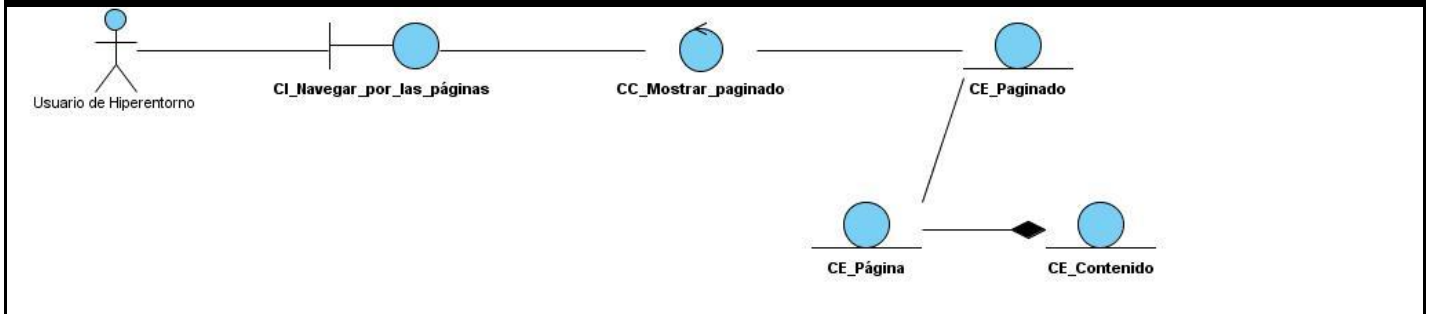 Usuario de Hiperentorno
CI_Navegar_por_las_páginas
CC_Mostrar_paginado
CE_Paginado
CE_Página
CE_Contenido